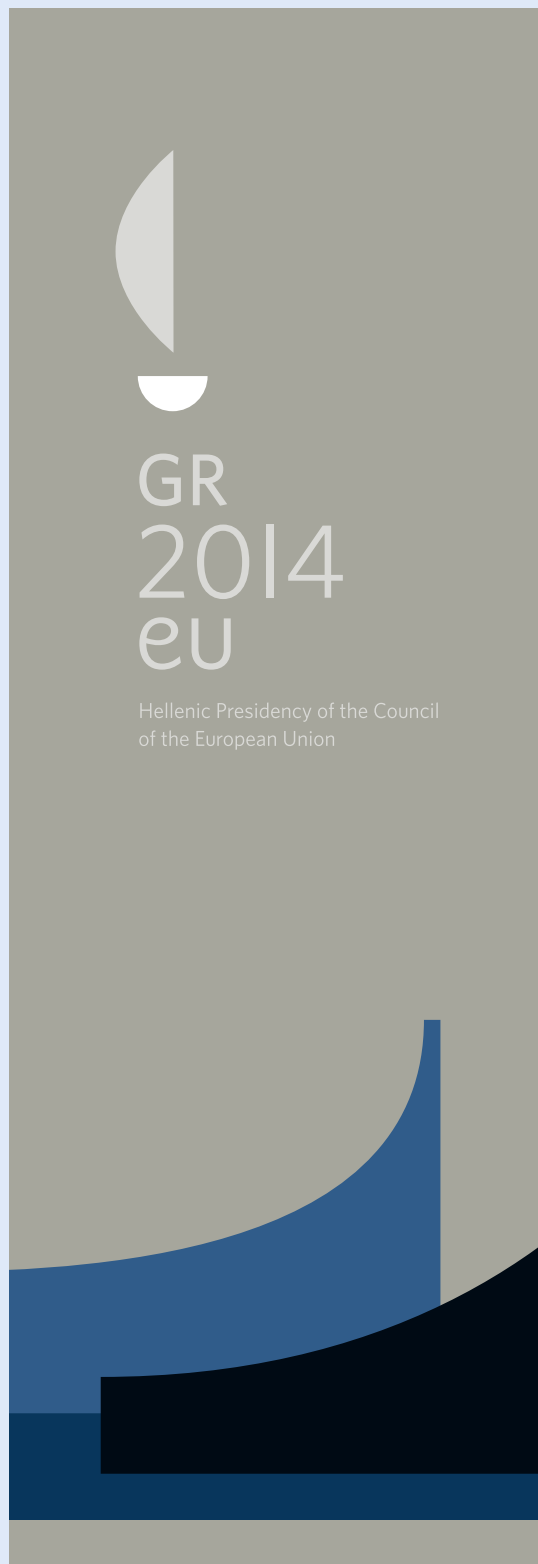 GR
2014
eu
Hellenic Presidency of the Council
of the European Union